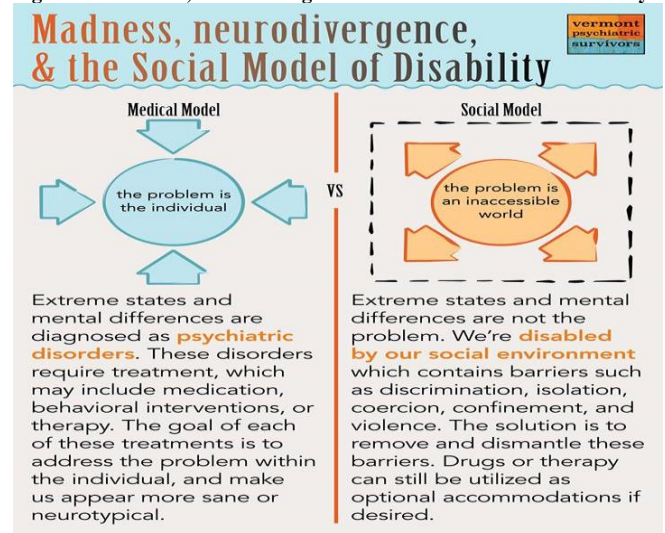 Madness, neurodivergence,
& the Social Model of Disability
vermont
psychiatric
survivors
Medical Model
the problem is
the individual
Extreme states and
mental differences are
diagnosed as psychiatric
disorders. These disorders
require treatment, which
may include medication,
behavioral interventions, or
therapy. The goal of each
of these treatments is to
address the problem within
the individual, and make
us appear more sane or
neurotypical.
VS
Social Model
the problem is
an inaccessible
world
Extreme states and mental
differences are not the
problem. We're disabled
by our social environment
which contains barriers such
as discrimination, isolation,
coercion, confinement, and
violence. The solution is to
remove and dismantle these
barriers. Drugs or therapy
can still be utilized as
optional accommodations if
desired.